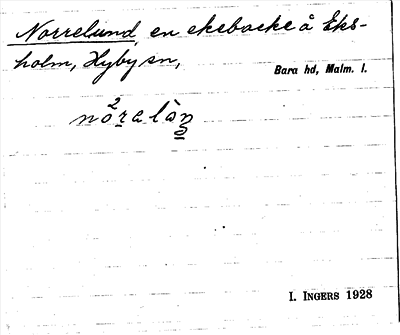 Norrelund, en ekebacke å Eks-
holm, Hyby sn,
Bara hd, Malm. l.
I. INGERS 1928